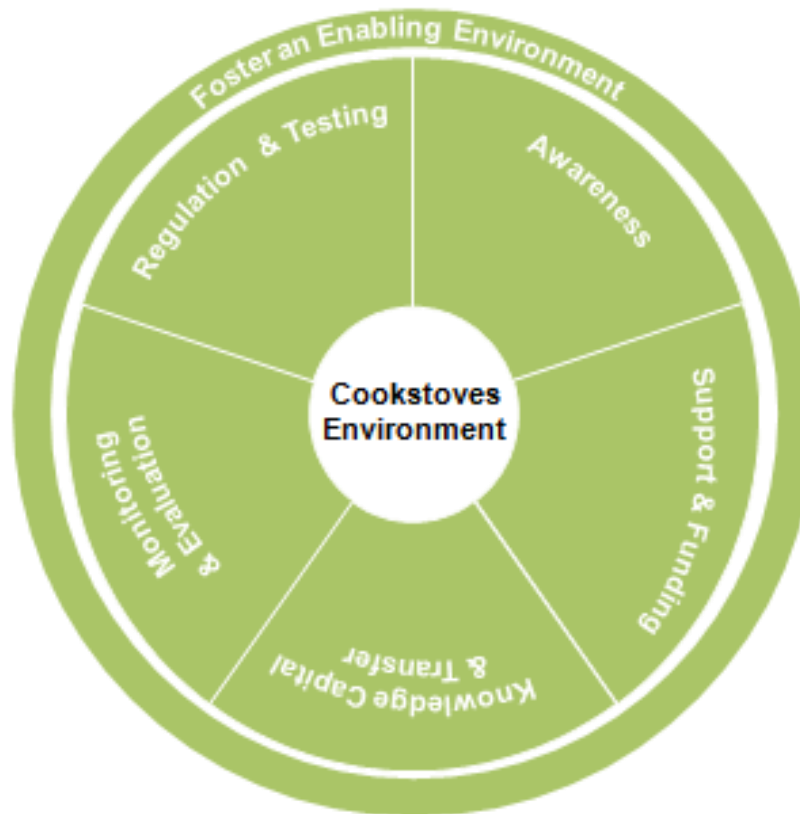 Foster an Enabling Environment
Regulation & Testing
Awareness
Cookstoves
Environment
Support & Funding
Monitoring
& Evaluation
Knowledge Capital
& Transfer